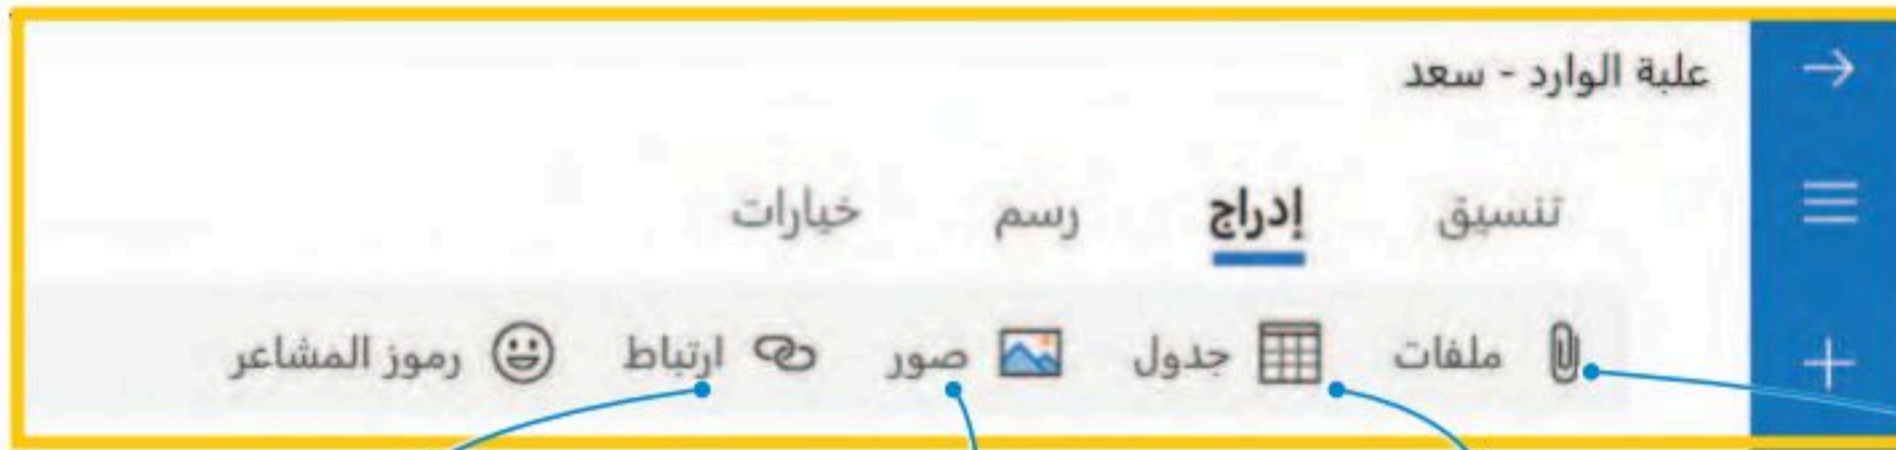 علبة الوارد - سعد
تنسيق إدراج رسم خيارات
ملفات جدول صور ارتباط رموز المشاعر